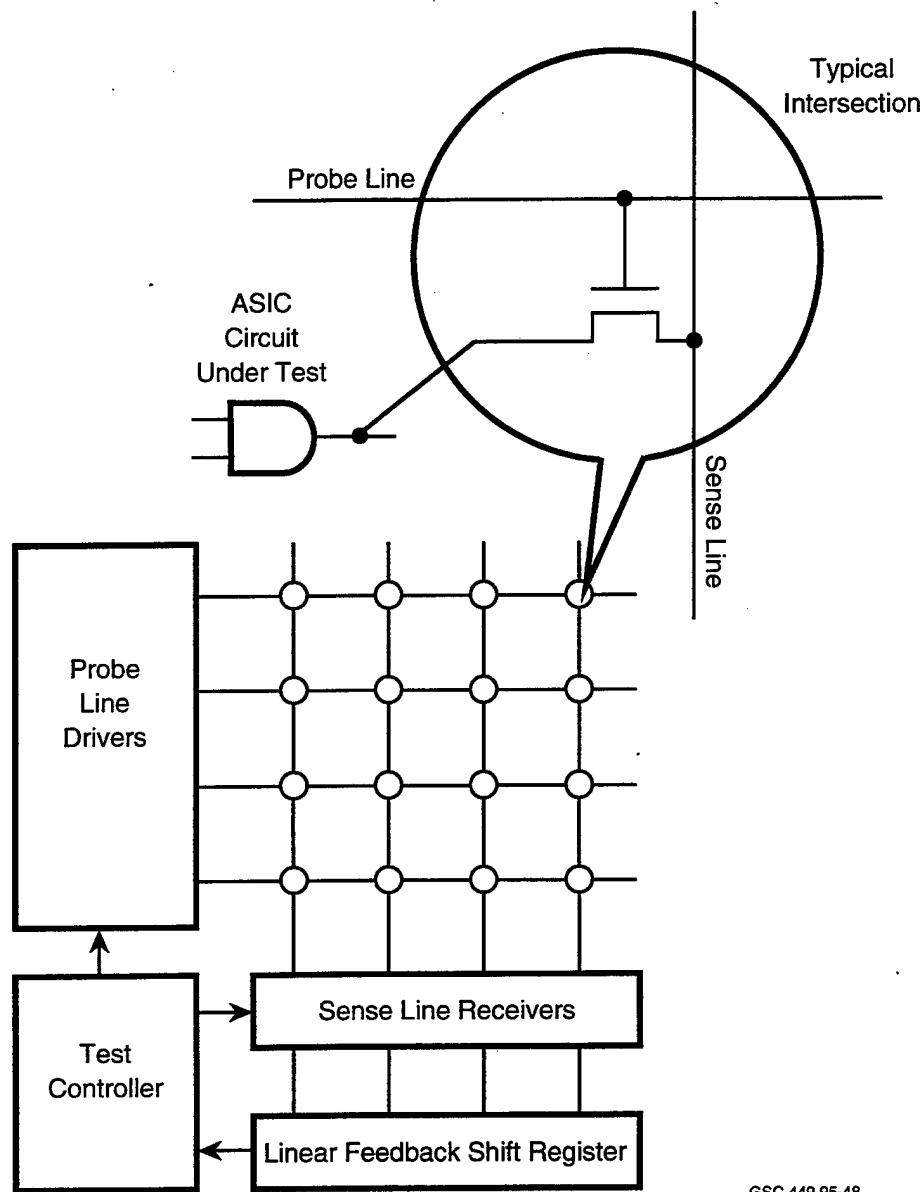 Typical
Intersection
Probe Line
ASIC
Circuit
Under Test
Sense Line
Probe
Line
Drivers
Sense Line Receivers
Test
Controller
Linear Feedback Shift Register
GSC 449 95 48